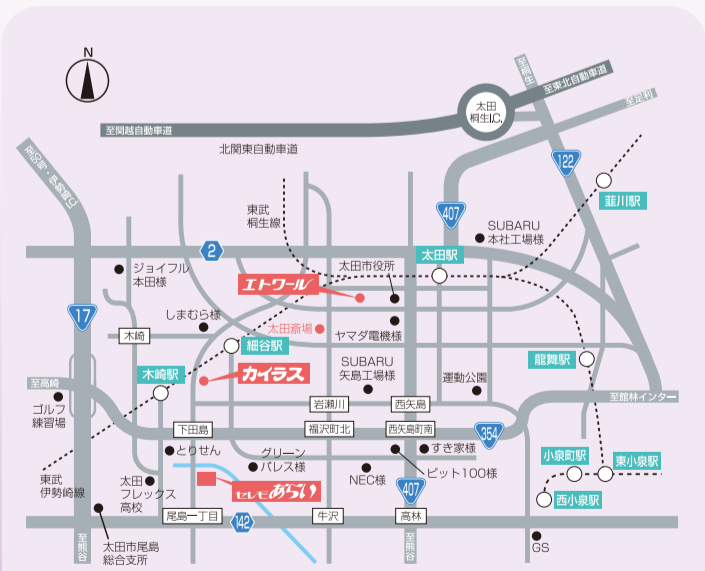 N
至桐生
至東北自動車道
太田
桐生I.C.
至足利
至関越自動車道
北関東自動車道
至50号・伊勢崎I.C.
122
韮川駅
407
東武
桐生線
SUBARU
本社工場様
2
太田駅
太田市役所
ジョイフル
本田様
エトワール
17
しまむら様
太田斎場
ヤマダ電機様
木崎
細谷駅
龍舞駅
SUBARU
矢島工場様
木崎駅
カイラス
運動公園
至高崎
至館林インター
岩瀬川
西矢島
ゴルフ
練習場
下田島
福沢町北
西矢島町南
354
とりせん
グリーン
パレス様
すき家様
小泉町駅
東小泉駅
ピット100様
東武
伊勢崎線
太田
フレックス
高校
セレモあらい
NEC様
407
西小泉駅
尾島一丁目
142
牛沢
高林
至熊谷
至熊谷
太田市尾島
総合支所
GS